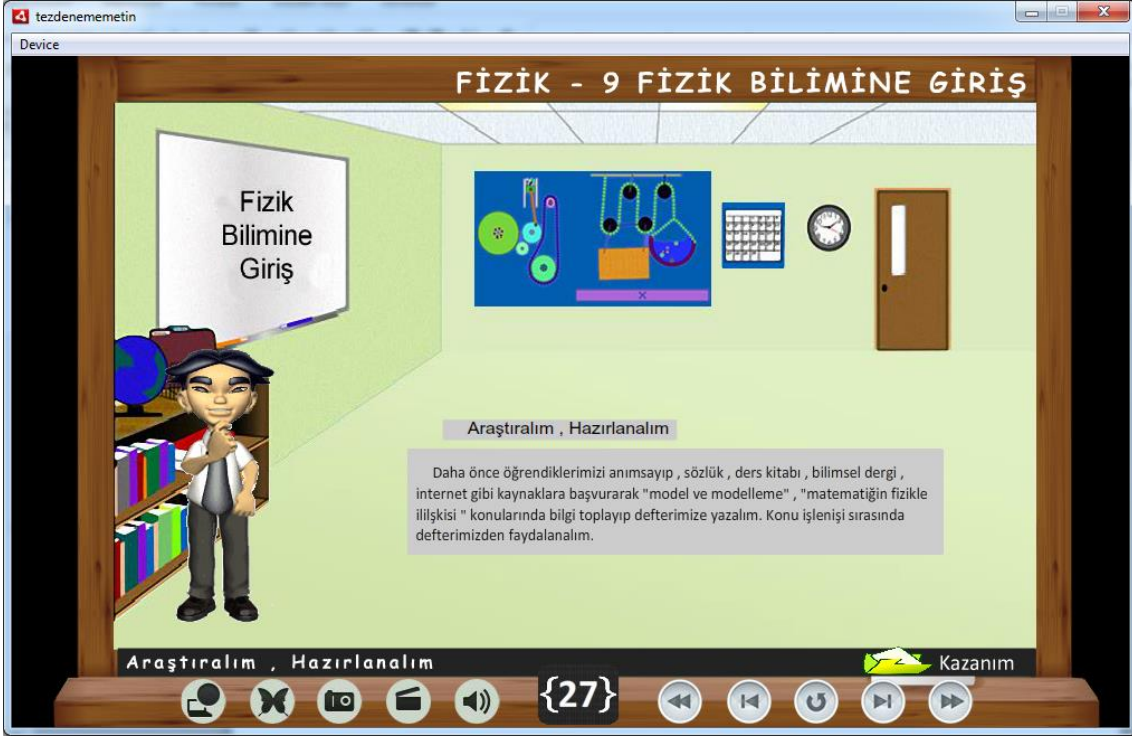 tezdenememetin
Device
FİZİK - 9 FİZİK BİLİMİNE GİRİŞ
Fizik
Bilimine
Giriş
Araştıralım , Hazırlanalım
Daha önce öğrendiklerimizi anımsayıp , sözlük , ders kitabı , bilimsel dergi ,
internet gibi kaynaklara başvurarak "model ve modelleme" , "matematiğin fizikle
ililşkisi " konularında bilgi toplayıp defterimize yazalım. Konu işlenişi sırasında
defterimizden faydalanalım.
Araştıralım , Hazırlanalım
Kazanım
{27}